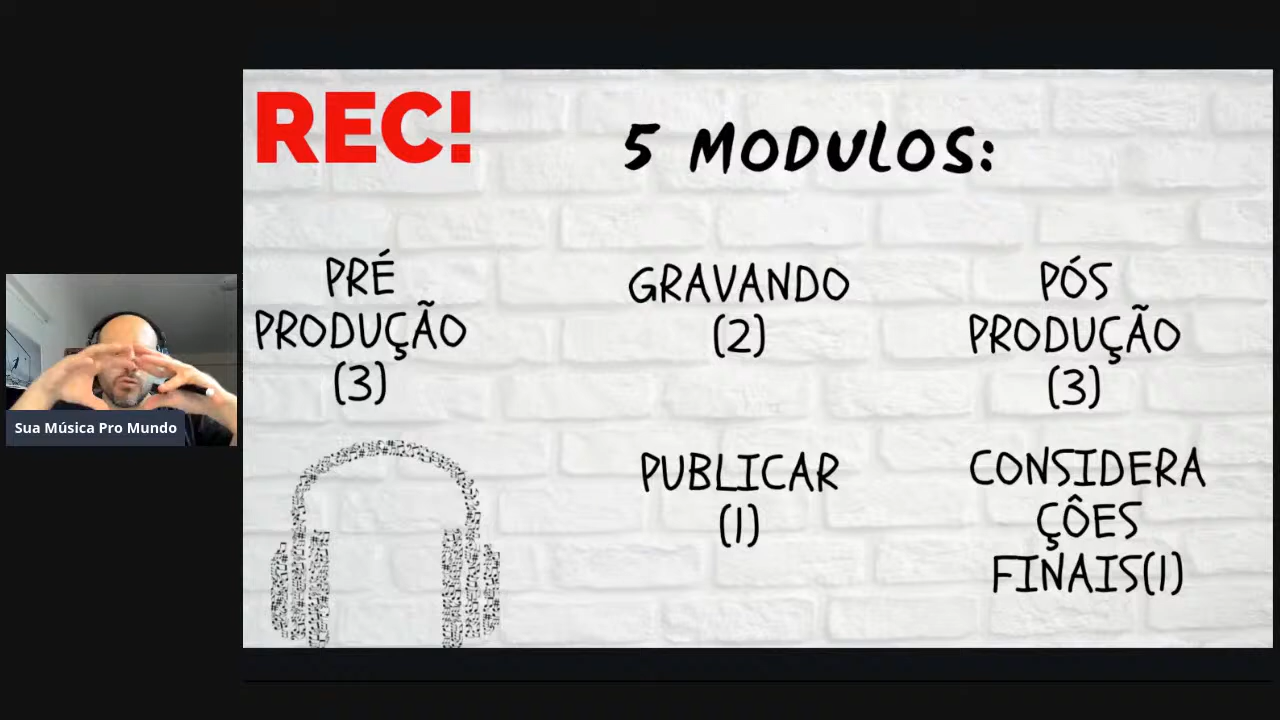 REC!
5 MODULOS:
PRÉ
PRODUÇÃO
(3)
GRAVANDO
(2)
PÓS
PRODUÇÃO
(3)
PUBLICAR
(1)
CONSIDERA
ÇÔES
FINAIS(1)
Sua Música Pro Mundo